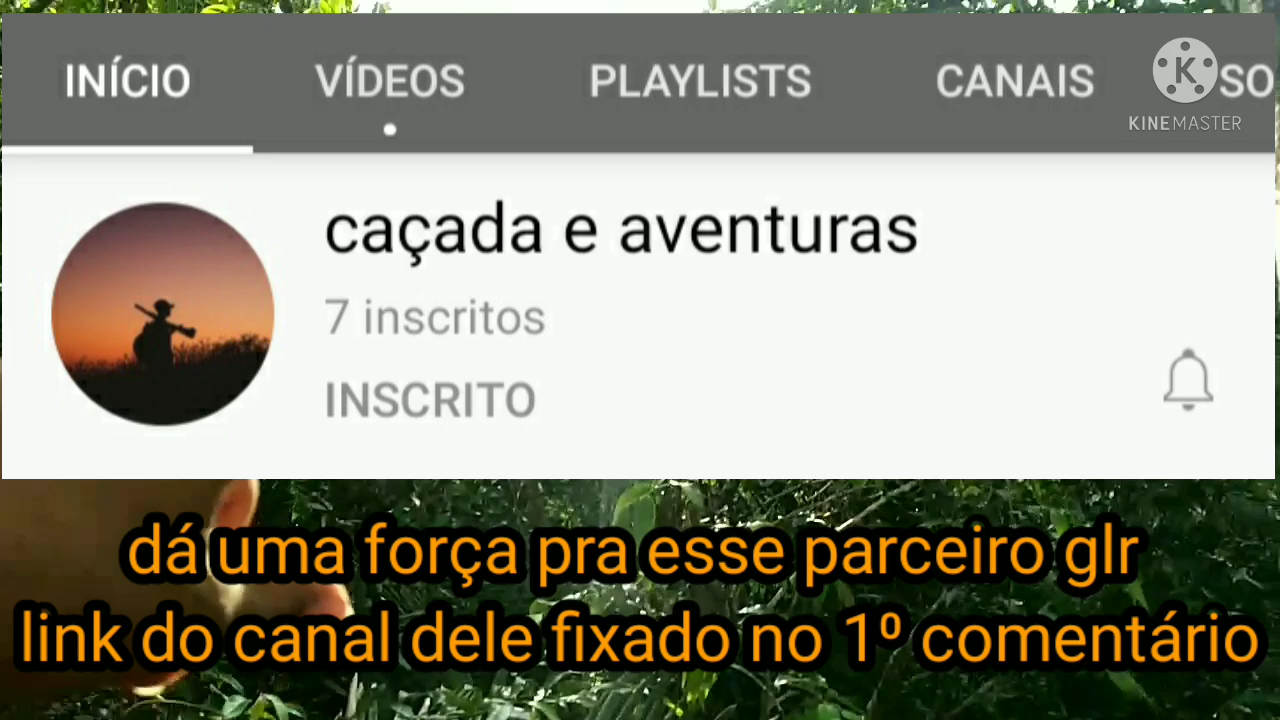 INÍCIO VÍDEOS PLAYLISTS CANAIS SO
KINEMASTER
caçada e aventuras
7 inscritos
INSCRITO
dá uma força pra esse parceiro glr
link do canal dele fixado no 1º comentário